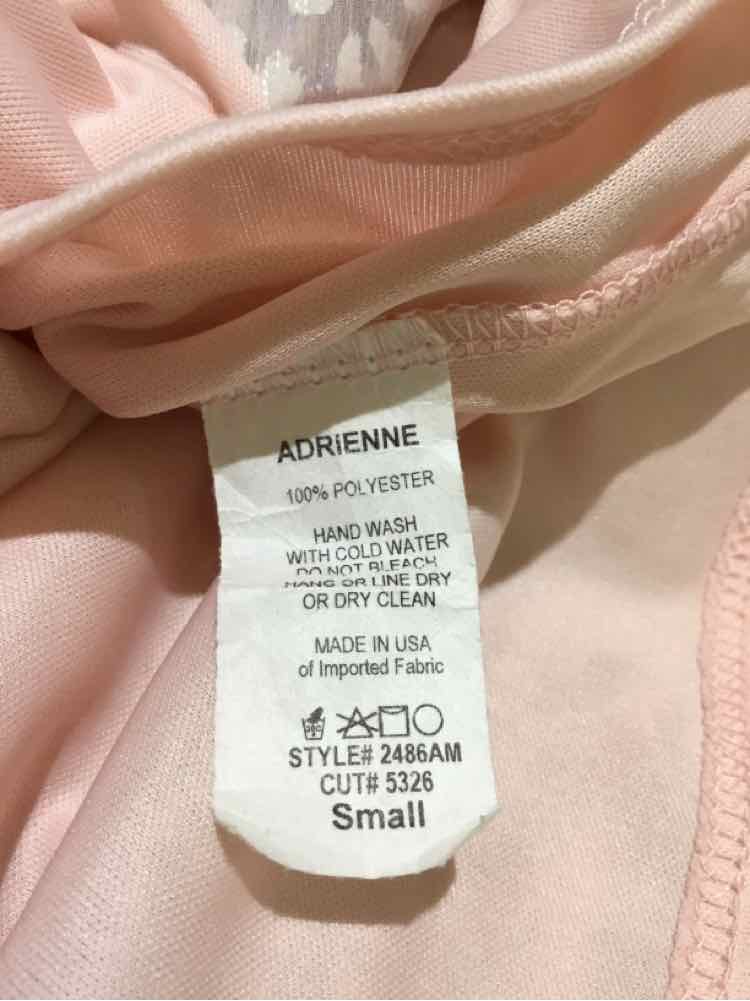 ADRIENNE
100% POLYESTER
HAND WASH
WITH COLD WATER
DO NOT BLEACH
HANG OR LINE DRY
OR DRY CLEAN
MADE IN USA
of Imported Fabric
STYLE# 2486AM
CUT# 5326
Small